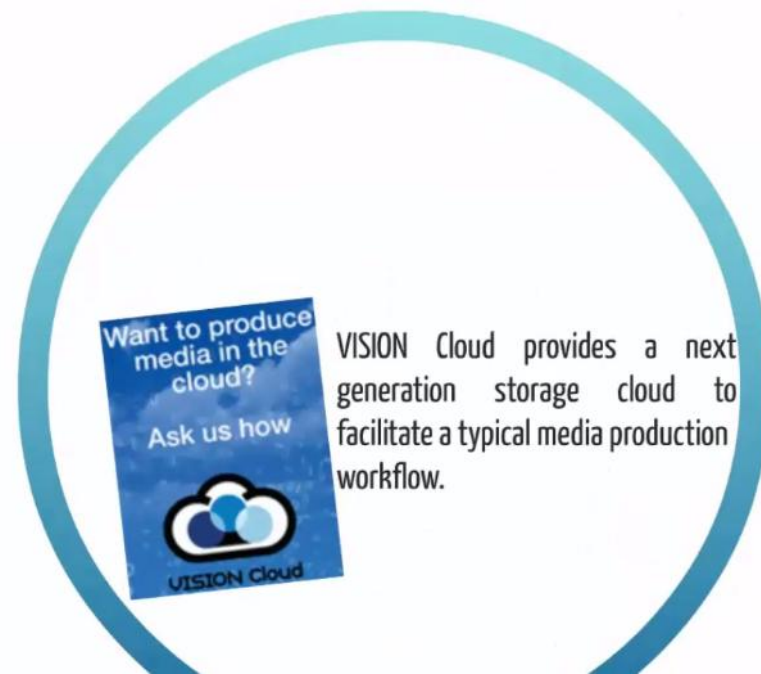 Want to produce
media in the
cloud?
Ask us how
VISION Cloud
VISION Cloud provides a next
generation storage cloud to
facilitate a typical media production
workflow.